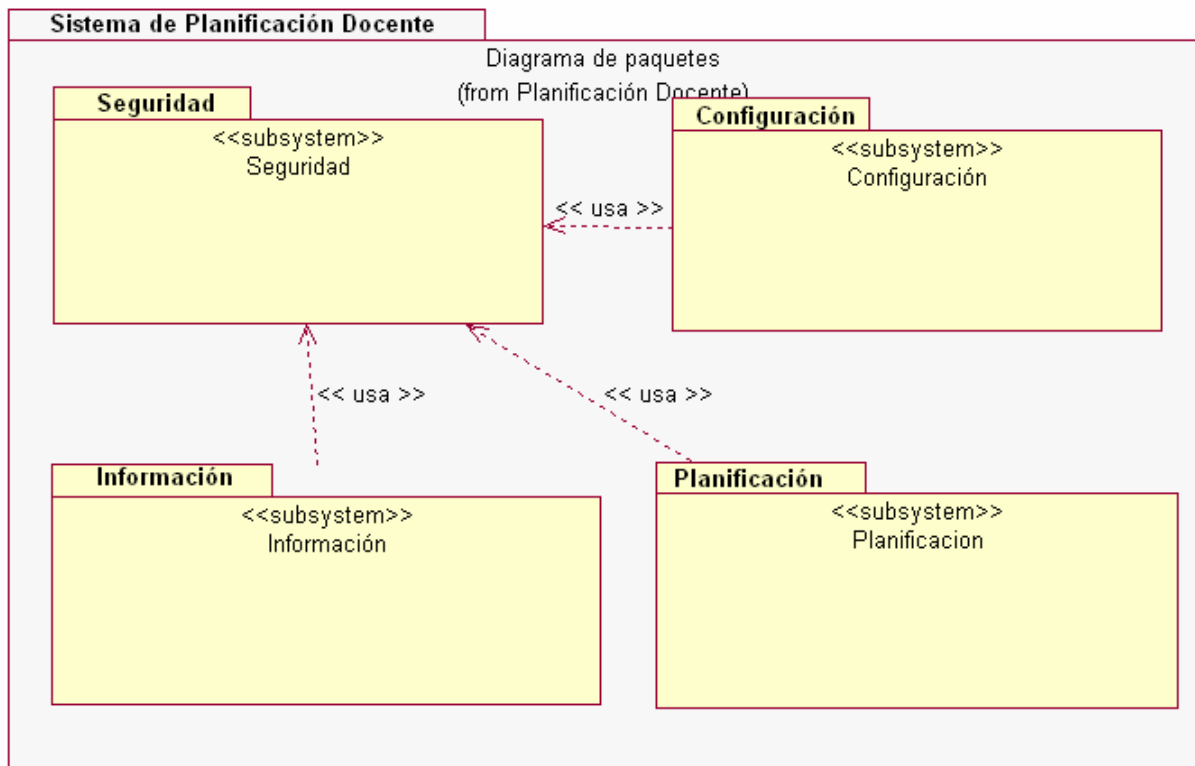 Sistema de Planificación Docente
Diagrama de paquetes
(from Planificación Docente)
Seguridad
<<subsystem>>
Seguridad
Configuración
<<subsystem>>
Configuración
<< usa >>
<< usa >>
<< usa >>
Información
<<subsystem>>
Información
Planificación
<<subsystem>>
Planificacion